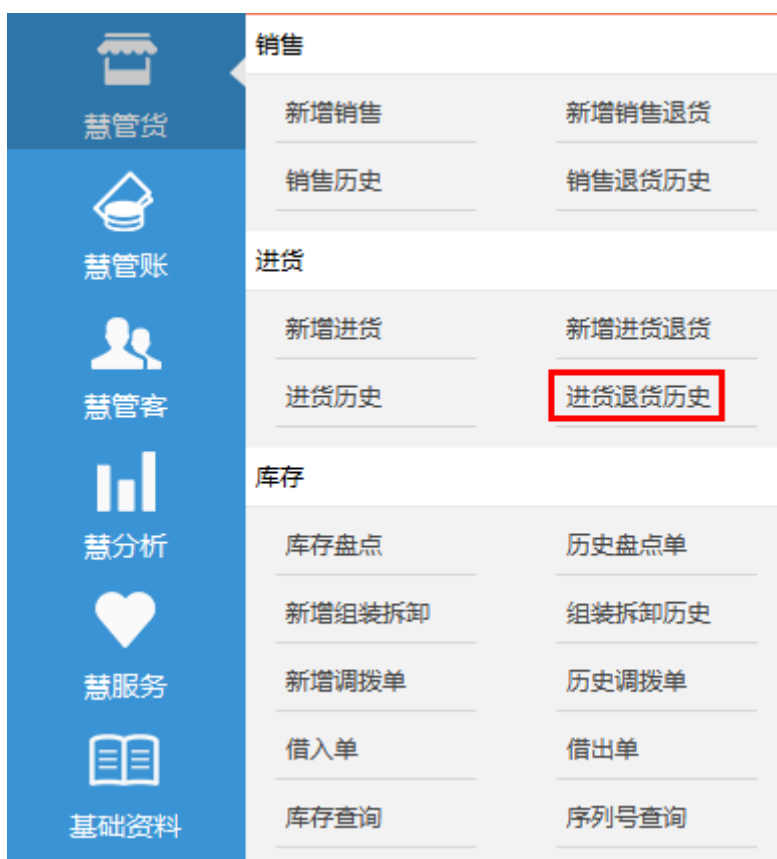 慧管货
慧管账
慧管客
慧分析
慧服务
基础资料
销售
新增销售 新增销售退货
销售历史 销售退货历史
进货
新增进货 新增进货退货
进货历史 进货退货历史
库存
库存盘点 历史盘点单
新增组装拆卸 组装拆卸历史
新增调拨单 历史调拨单
借入单 借出单
库存查询 序列号查询